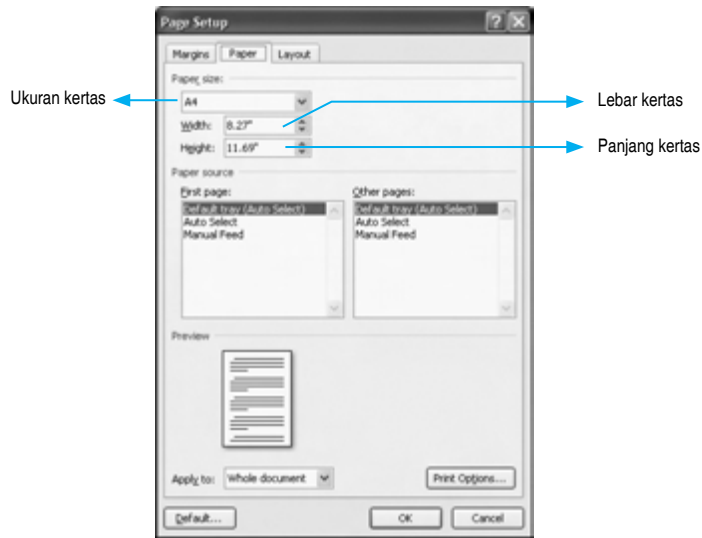 Page Setup
Margins Paper Layout
Paper size:
Ukuran kertas
A4
Lebar kertas
Width: 8.27"
Height: 11.69"
Panjang kertas
Paper source
First page: Other pages:
Default tray (Auto Select) Default tray (Auto Select)
Auto Select Auto Select
Manual Feed Manual Feed
Preview
Apply to: Whole document Print Options...
Default... OK Cancel